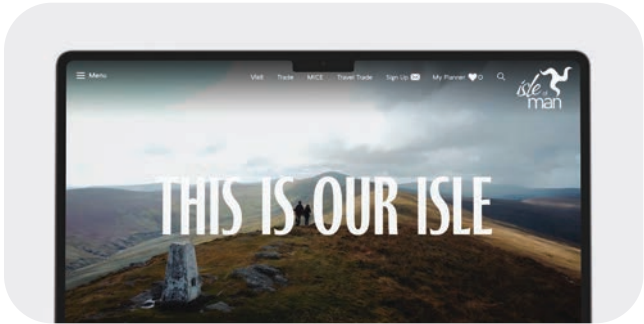 Menu
Visit Trade MICE Travel Trade Sign Up My Planner 0
isle of
man
THIS IS OUR ISLE